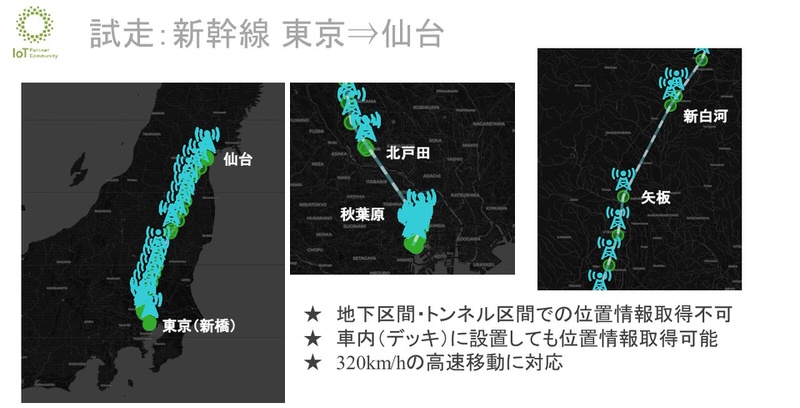 IoT Partner Community
試走：新幹線 東京⇒仙台
仙台
東京（新橋）
北戸田
秋葉原
新白河
矢板
★ 地下区間・トンネル区間での位置情報取得不可
★ 車内（デッキ）に設置しても位置情報取得可能
★ 320km/hの高速移動に対応